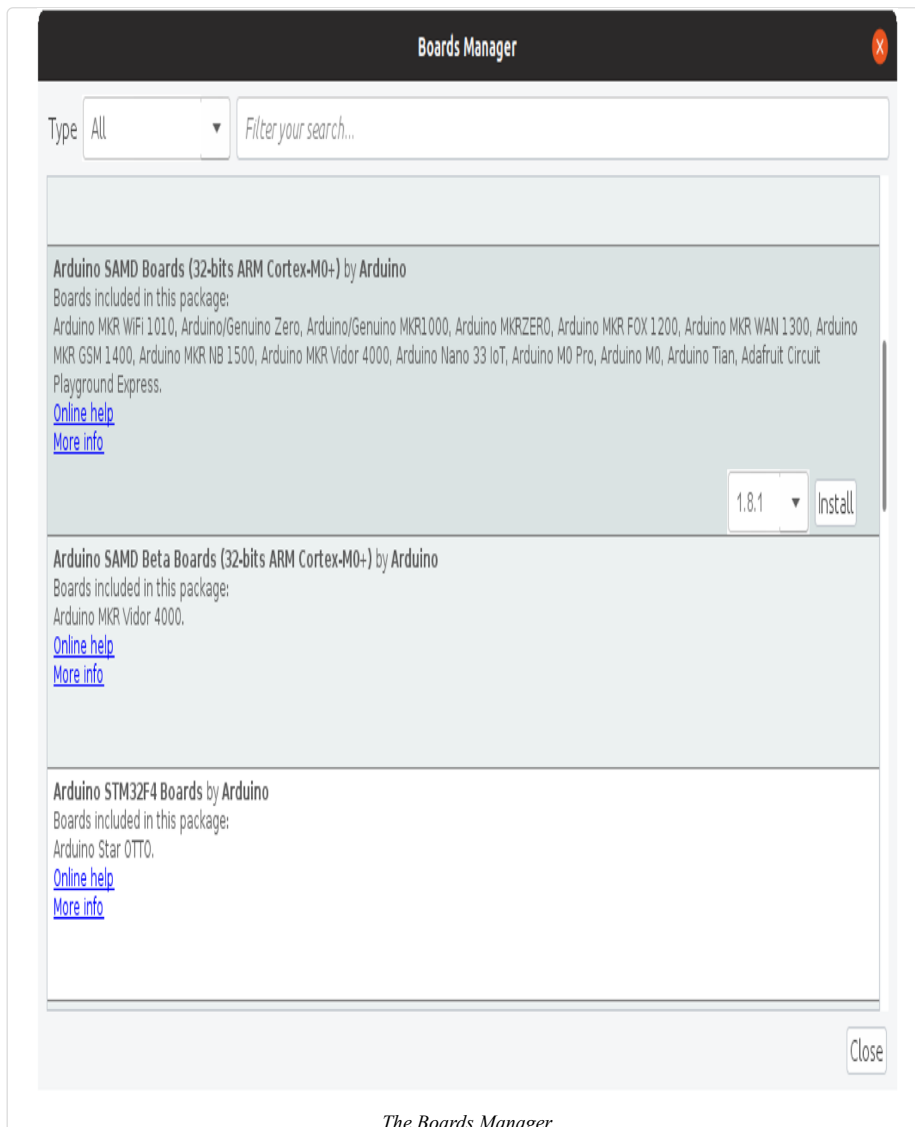 Boards Manager
Type All Filter your search...
Arduino SAMD Boards (32-bits ARM Cortex-M0+) by Arduino
Boards included in this package:
Arduino MKR WiFi 1010, Arduino/Genuino Zero, Arduino/Genuino MKR1000, Arduino MKRZERO, Arduino MKR FOX 1200, Arduino MKR WAN 1300, Arduino
MKR GSM 1400, Arduino MKR NB 1500, Arduino MKR Vidor 4000, Arduino Nano 33 IoT, Arduino M0 Pro, Arduino M0, Arduino Tian, Adafruit Circuit
Playground Express.
Online help
More info
1.8.1 Install
Arduino SAMD Beta Boards (32-bits ARM Cortex-M0+) by Arduino
Boards included in this package:
Arduino MKR Vidor 4000.
Online help
More info
Arduino STM32F4 Boards by Arduino
Boards included in this package:
Arduino Star OTTO.
Online help
More info
Close
The Boards Manager